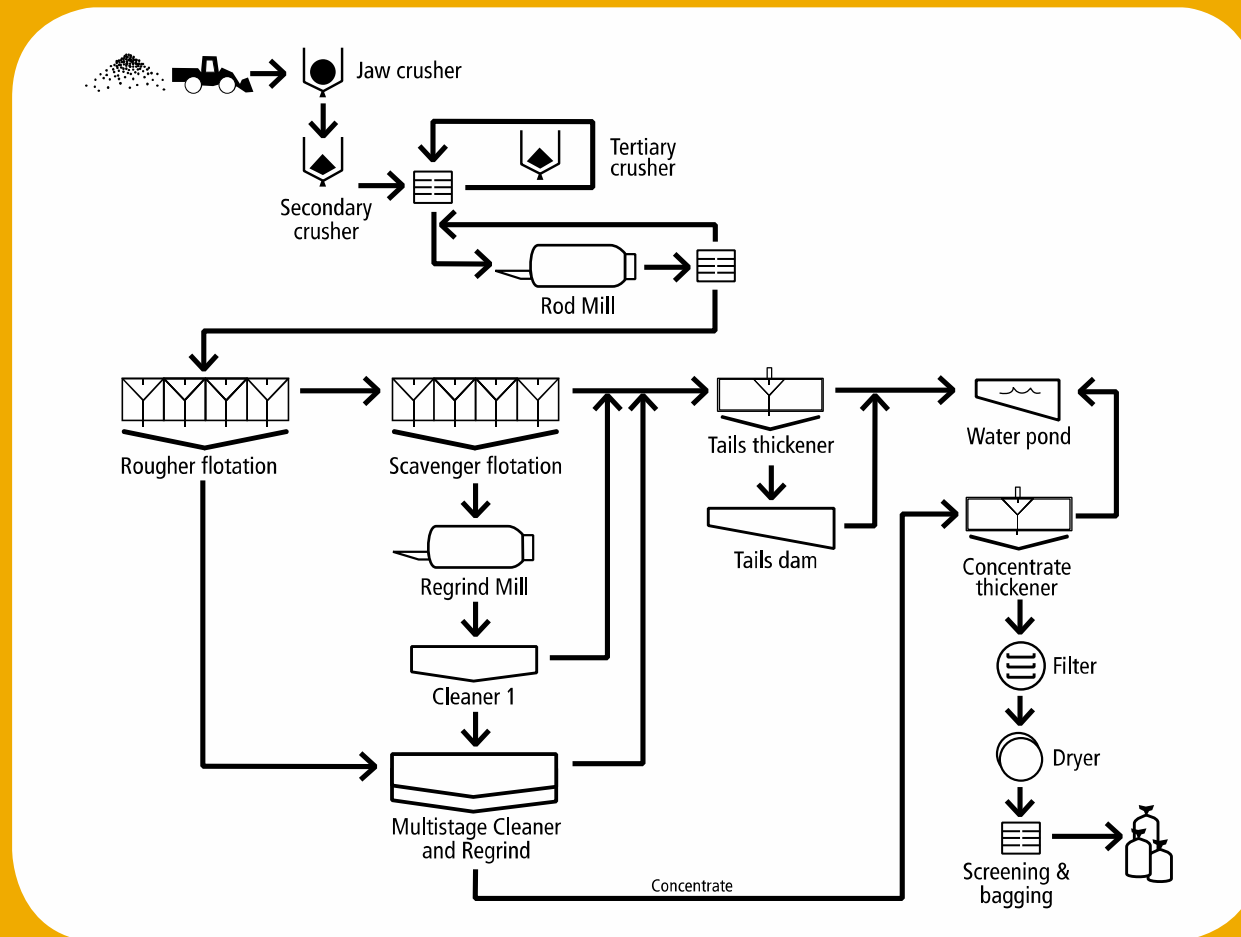 Jaw crusher
Tertiary
crusher
Secondary
crusher
Rod Mill
Rougher flotation
Scavenger flotation
Tails thickener
Water pond
Regrind Mill
Tails dam
Concentrate
thickener
Filter
Cleaner 1
Dryer
Multistage Cleaner
and Regrind
Concentrate
Screening &
bagging